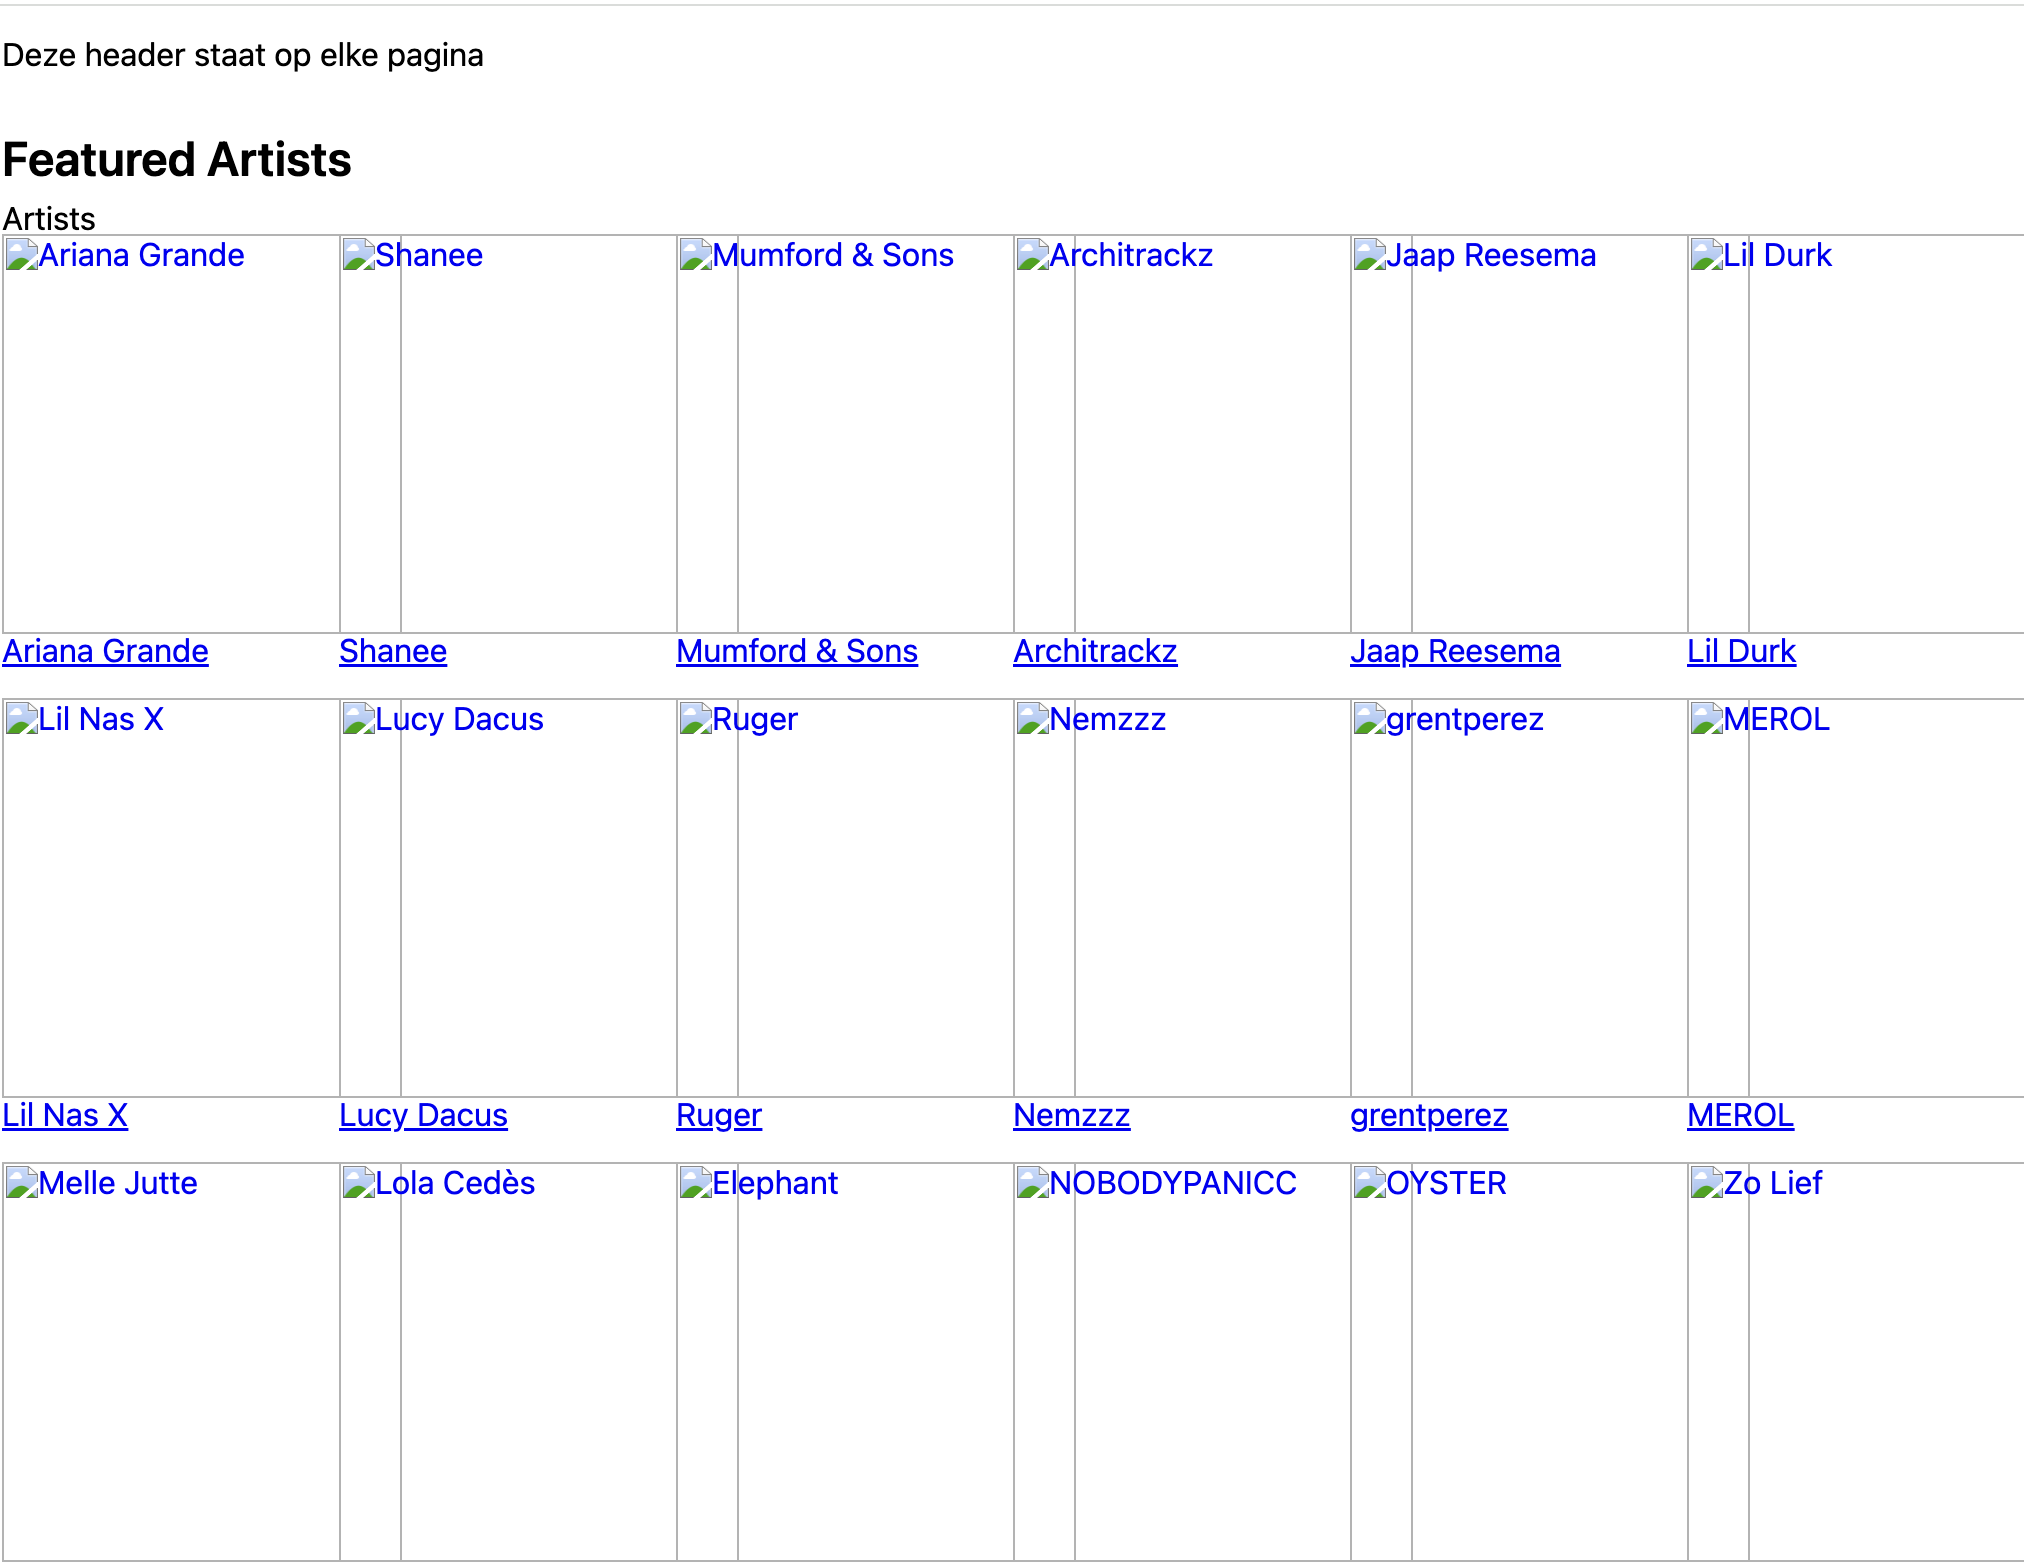 Deze header staat op elke pagina
Featured Artists
Artists
Ariana Grande Shanee Mumford & Sons Architrackz Jaap Reesema Lil Durk
Ariana Grande Shanee Mumford & Sons Architrackz Jaap Reesema Lil Durk
Lil Nas X Lucy Dacus Ruger Nemzzz grentperez MEROL
Lil Nas X Lucy Dacus Ruger Nemzzz grentperez MEROL
Melle Jutte Lola Cedès Elephant NOBODYPANICC OYSTER Zo Lief